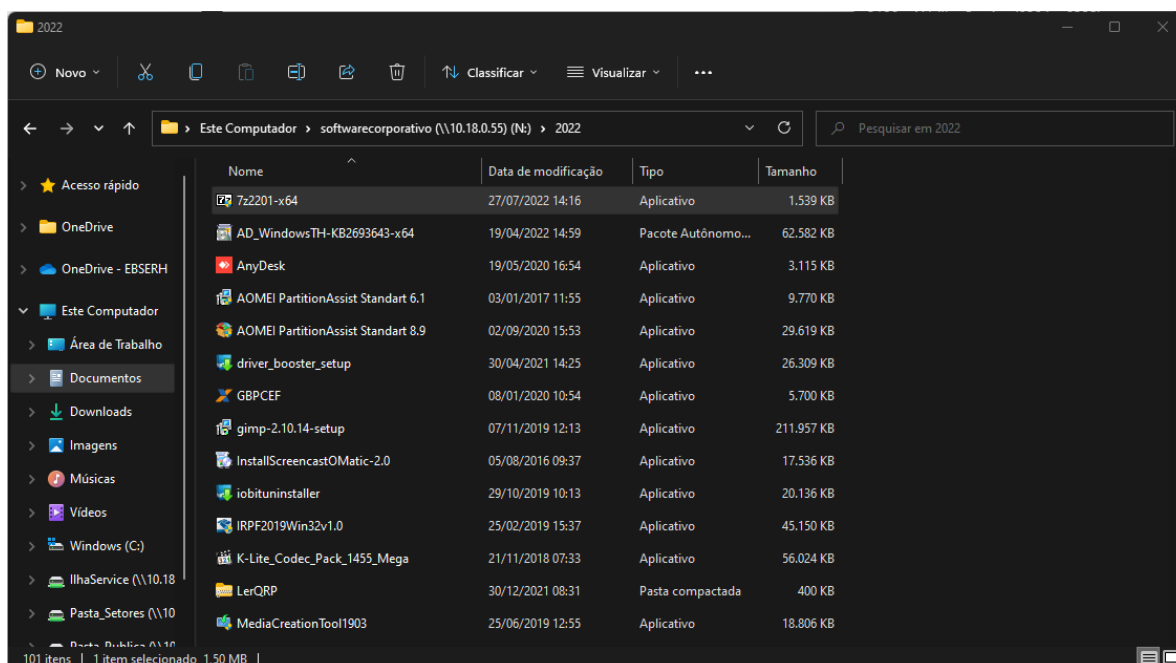 2022
Novo
Classificar
Visualizar
Este Computador > softwarecorporativo (\\10.18.0.55) (N:) > 2022
Pesquisar em 2022
Nome Data de modificação Tipo Tamanho
Acesso rápido
OneDrive
OneDrive - EBSERH
Este Computador
Área de Trabalho
Documentos
Downloads
Imagens
Músicas
Vídeos
Windows (C:)
IlhaService (\\10.18
Pasta_Setores (\\10
Pasta_Publica (\\10
7z2201-x64 27/07/2022 14:16 Aplicativo 1.539 KB
AD_WindowsTH-KB2693643-x64 19/04/2022 14:59 Pacote Autônomo... 62.582 KB
AnyDesk 19/05/2020 16:54 Aplicativo 3.115 KB
AOMEI PartitionAssist Standart 6.1 03/01/2017 11:55 Aplicativo 9.770 KB
AOMEI PartitionAssist Standart 8.9 02/09/2020 15:53 Aplicativo 29.619 KB
driver_booster_setup 30/04/2021 14:25 Aplicativo 26.309 KB
GBPCEF 08/01/2020 10:54 Aplicativo 5.700 KB
gimp-2.10.14-setup 07/11/2019 12:13 Aplicativo 211.957 KB
InstallScreencastOMatic-2.0 05/08/2016 09:37 Aplicativo 17.536 KB
iobituninstaller 29/10/2019 10:13 Aplicativo 20.136 KB
IRPF2019Win32v1.0 25/02/2019 15:37 Aplicativo 45.150 KB
K-Lite_Codec_Pack_1455_Mega 21/11/2018 07:33 Aplicativo 56.024 KB
LerQRP 30/12/2021 08:31 Pasta compactada 400 KB
MediaCreationTool1903 25/06/2019 12:55 Aplicativo 18.806 KB
101 itens | 1 item selecionado 1,50 MB |